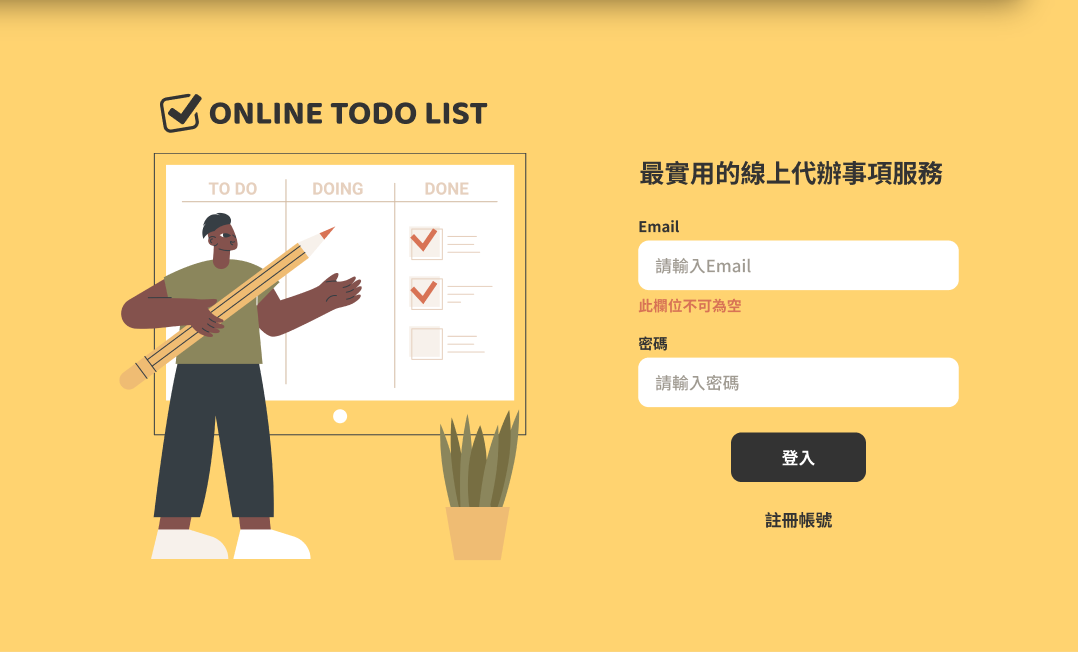 ONLINE TODO LIST
TO DO
DOING
DONE
最實用的線上代辦事項服務
Email
請輸入Email
此欄位不可為空
密碼
請輸入密碼
登入
註冊帳號